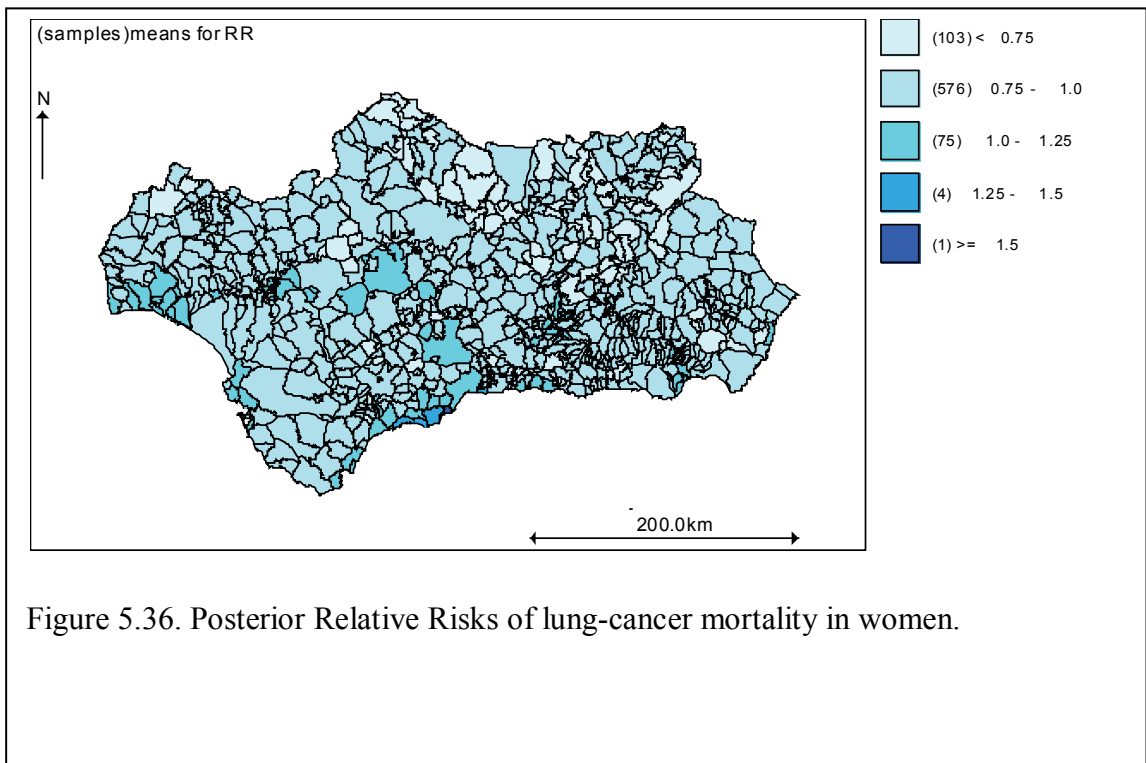 (samples)means for RR
N
200.0km
(103) < 0.75
(576) 0.75 - 1.0
(75) 1.0 - 1.25
(4) 1.25 - 1.5
(1) >= 1.5
Figure 5.36. Posterior Relative Risks of lung-cancer mortality in women.